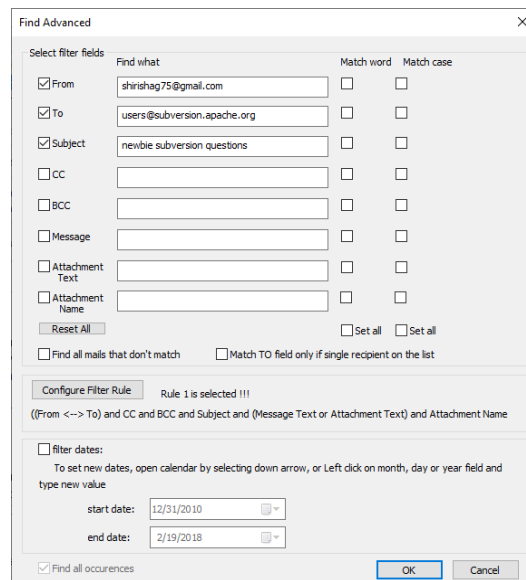 Find Advanced
Select filter fields
Find what Match word Match case
From shirishag75@gmail.com
To users@subversion.apache.org
Subject newbie subversion questions
CC
BCC
Message
Attachment
Text
Attachment
Name
Reset All Set all Set all
Find all mails that don't match Match TO field only if single recipient on the list
Configure Filter Rule Rule 1 is selected !!!
((From <--> To) and CC and BCC and Subject and (Message Text or Attachment Text) and Attachment Name
filter dates:
To set new dates, open calendar by selecting down arrow, or Left click on month, day or year field and
type new value
start date: 12/31/2010
end date: 2/19/2018
Find all occurences OK Cancel